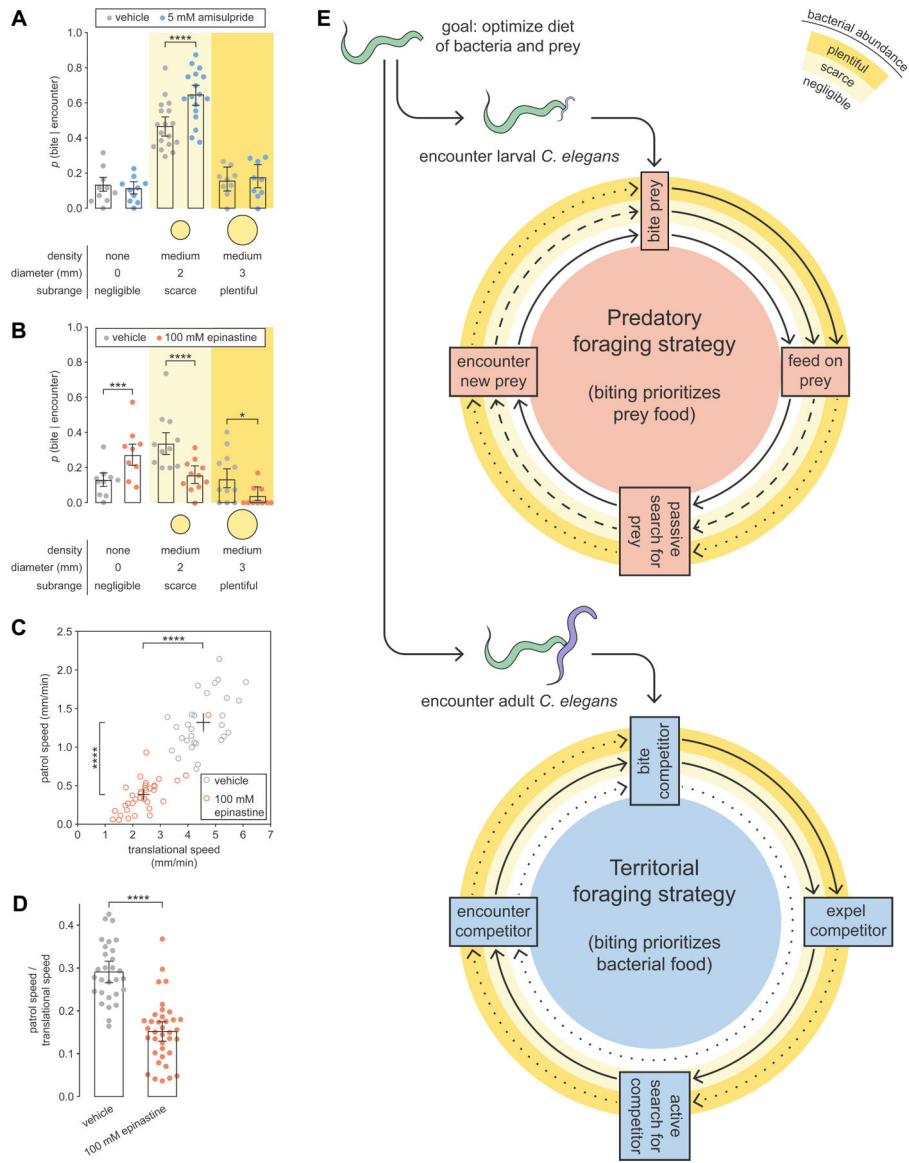 A
vehicle
5 mM amisulpride
p (bite | encounter)
1.0
0.8
0.6
0.4
0.2
0.0
****
density
none
medium
medium
diameter (mm)
0
2
3
subrange
negligible
scarce
plentiful
B
vehicle
100 mM epinastine
p (bite | encounter)
1.0
0.8
0.6
0.4
0.2
0.0
***
****
*
density
none
medium
medium
diameter (mm)
0
2
3
subrange
negligible
scarce
plentiful
C
patrol speed (mm/min)
2.5
2.0
1.5
1.0
0.5
0.0
****
****
vehicle
100 mM
epinastine
0
1
2
3
4
5
6
7
translational speed
(mm/min)
D
patrol speed /
translational speed
0.4
0.3
0.2
0.1
0.0
****
vehicle
100 mM epinastine
E
goal: optimize diet
of bacteria and prey
bacterial abundance
plentiful
scarce
negligible
encounter larval C. elegans
bite prey
Predatory
foraging strategy
(biting prioritizes
prey food)
encounter
new prey
feed on
prey
passive
search for
prey
encounter adult C. elegans
bite
competitor
Territorial
foraging strategy
(biting prioritizes
bacterial food)
encounter
competitor
expel
competitor
active
search for
competitor